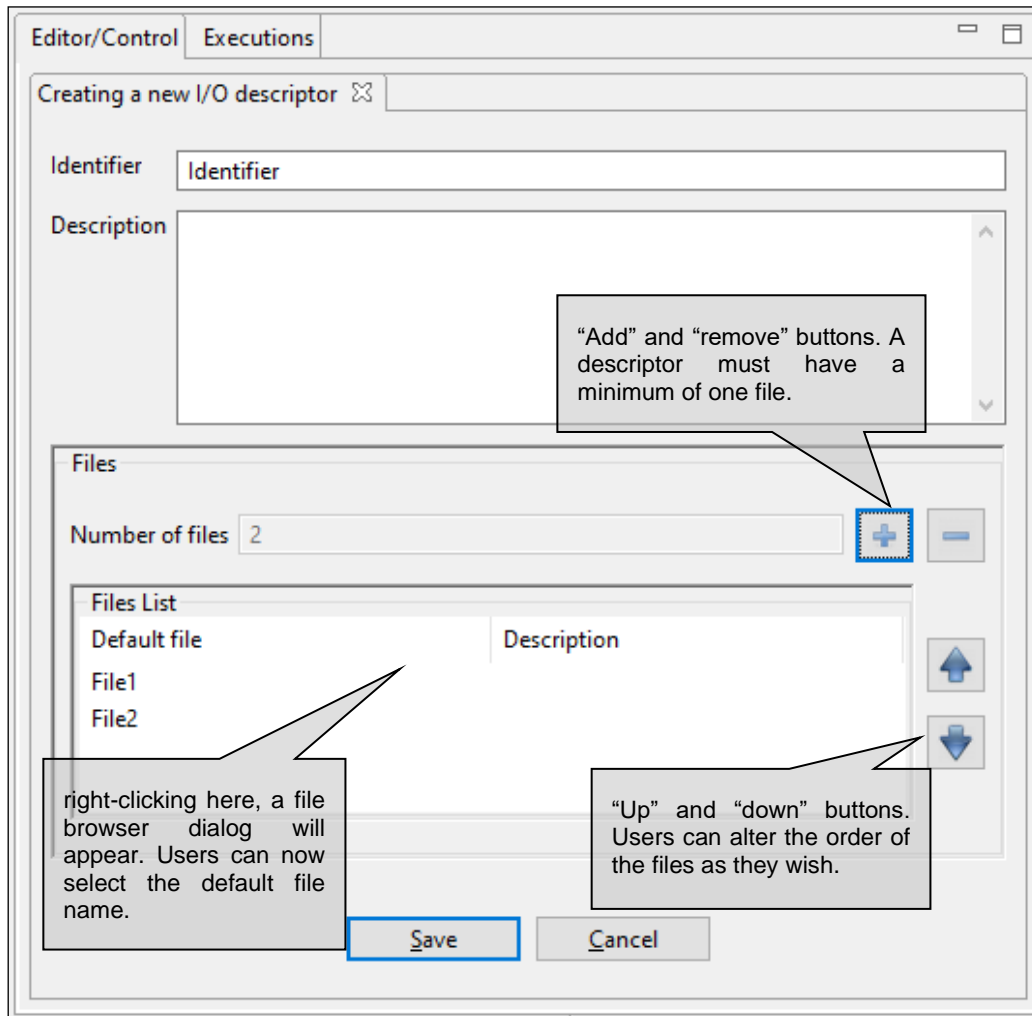 Editor/Control Executions
Creating a new I/O descriptor
Identifier Identifier
Description
“Add” and “remove” buttons. A
descriptor must have a
minimum of one file.
Files
Number of files 2
Files List
Default file Description
File1
File2
right-clicking here, a file
browser dialog will
appear. Users can now
select the default file
name.
“Up” and “down” buttons.
Users can alter the order of
the files as they wish.
Save Cancel